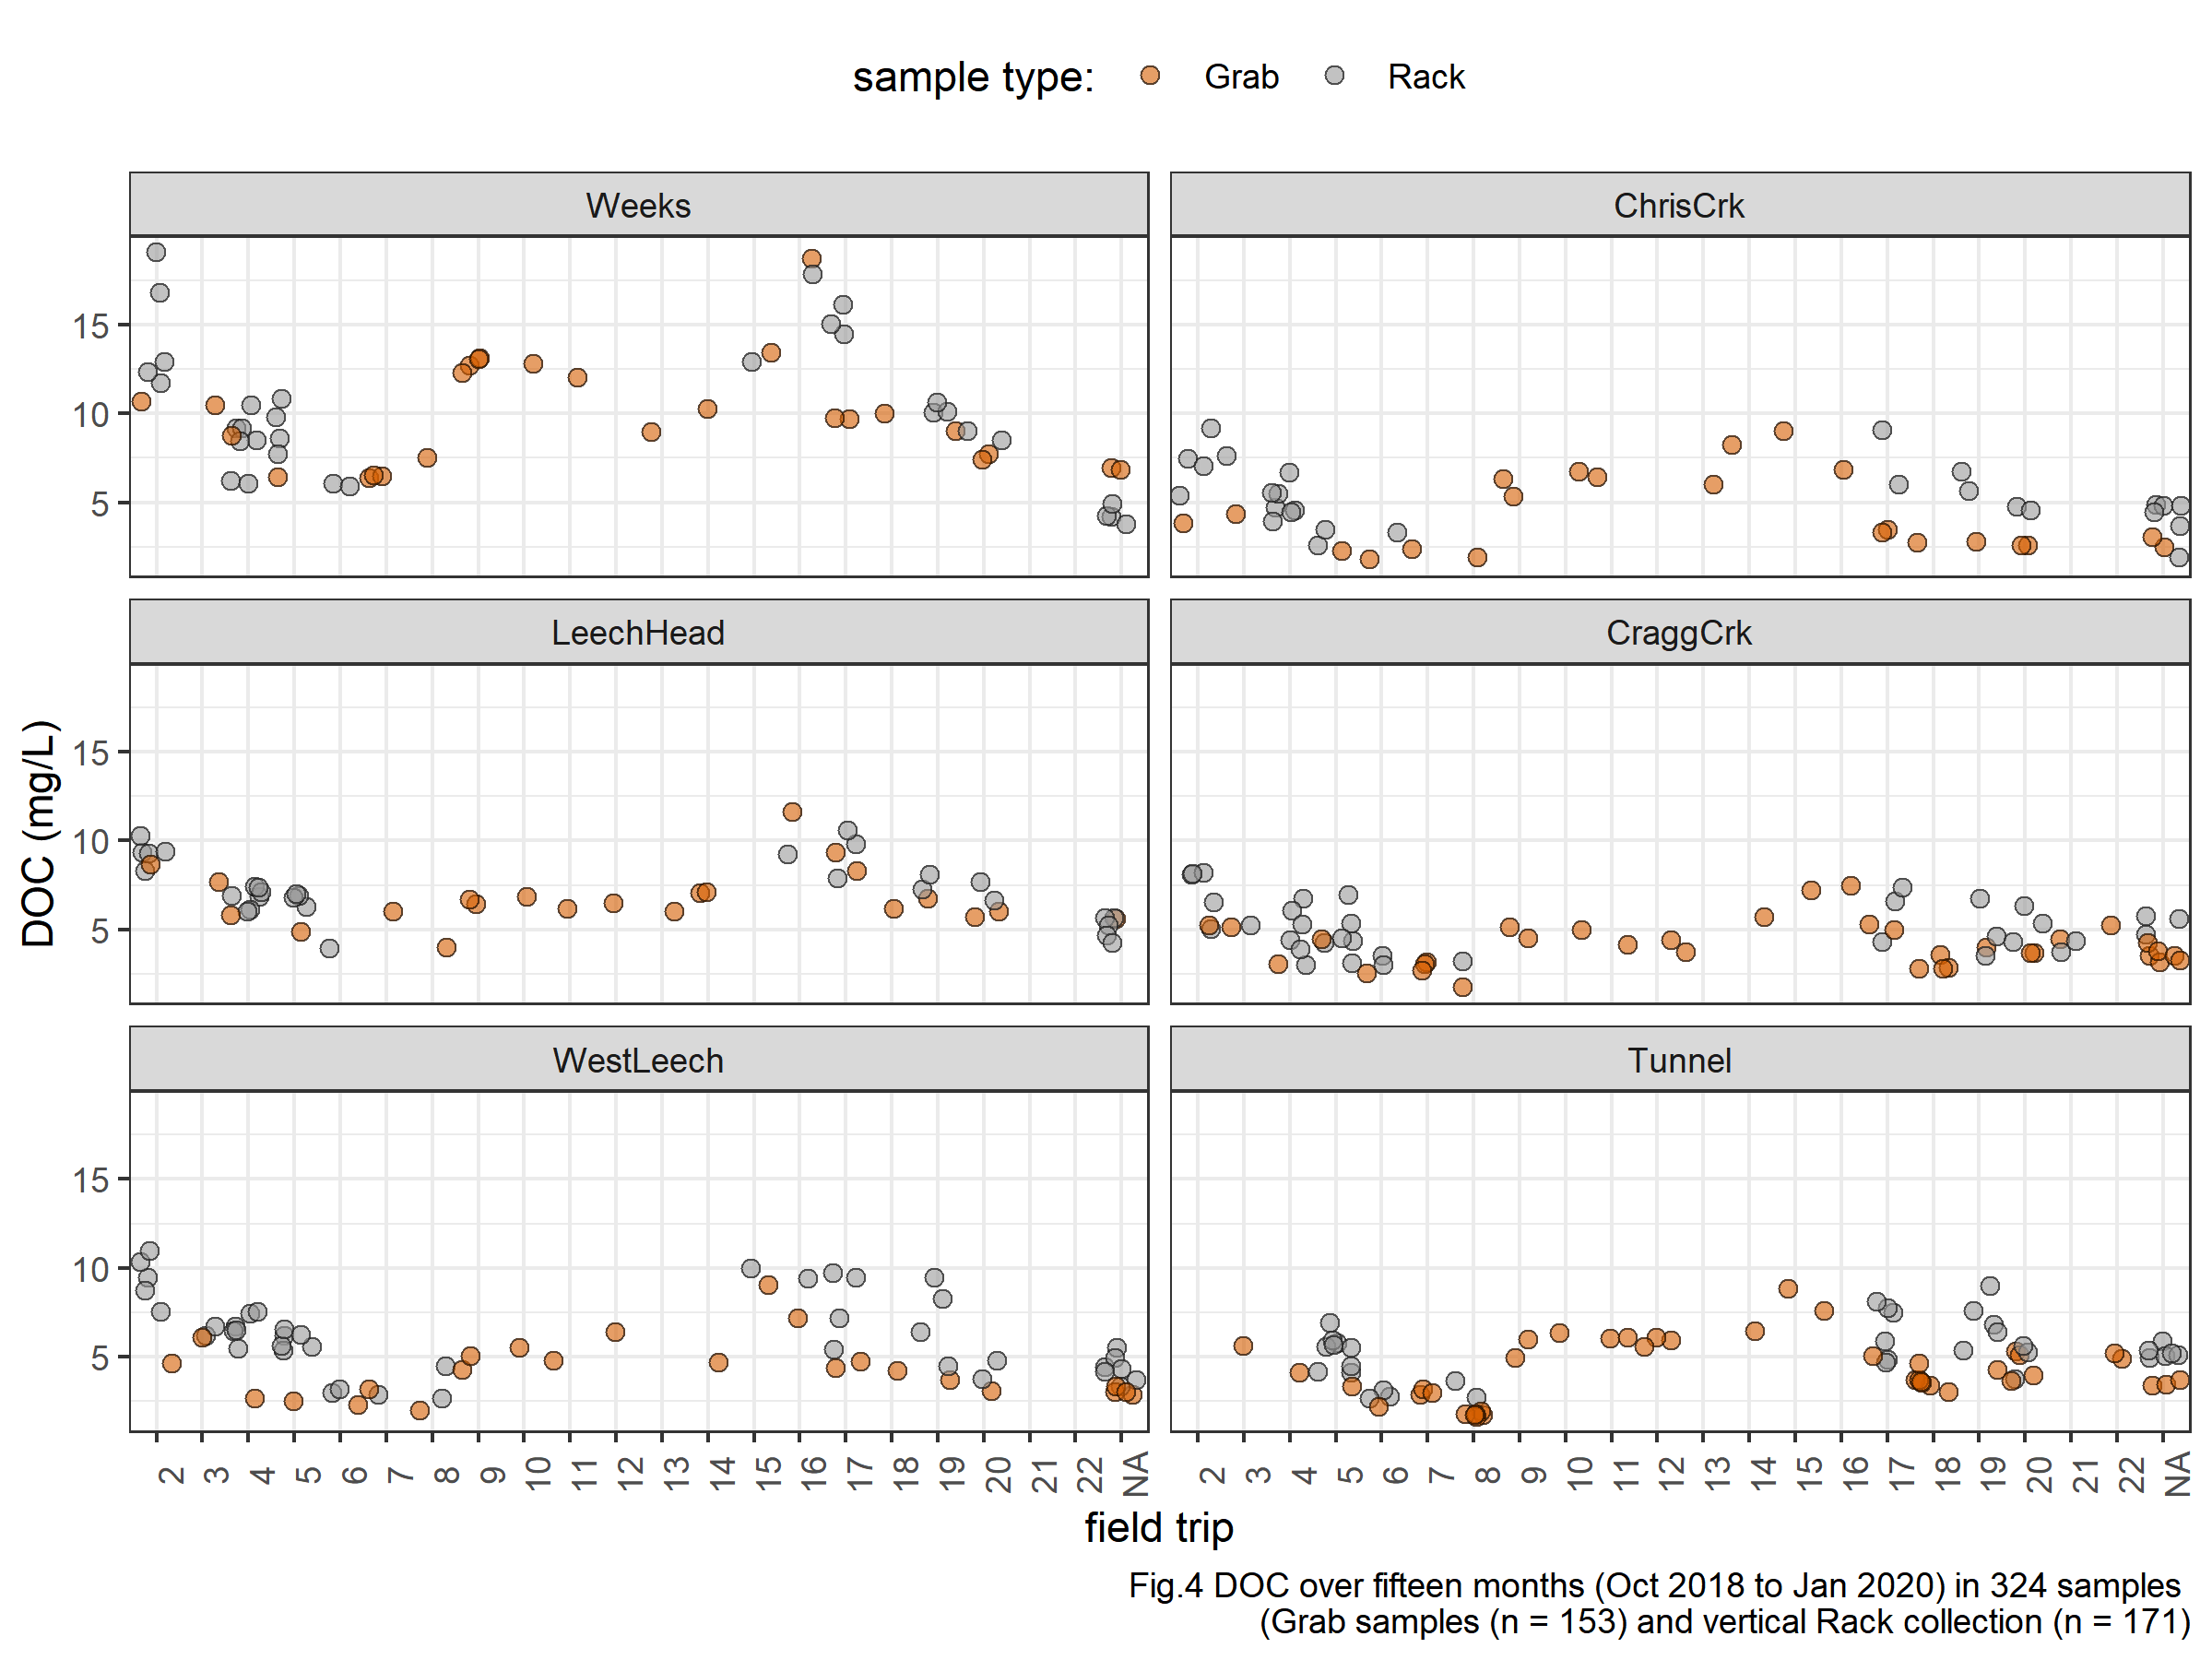 sample type: Grab Rack
Weeks
ChrisCrk
15
10
5
LeechHead
CraggCrk
DOC (mg/L)
15
10
5
WestLeech
Tunnel
15
10
5
2 3 4 5 6 7 8 9 10 11 12 13 14 15 16 17 18 19 20 21 22 NA
2 3 4 5 6 7 8 9 10 11 12 13 14 15 16 17 18 19 20 21 22 NA
field trip
Fig.4 DOC over fifteen months (Oct 2018 to Jan 2020) in 324 samples
(Grab samples (n = 153) and vertical Rack collection (n = 171)